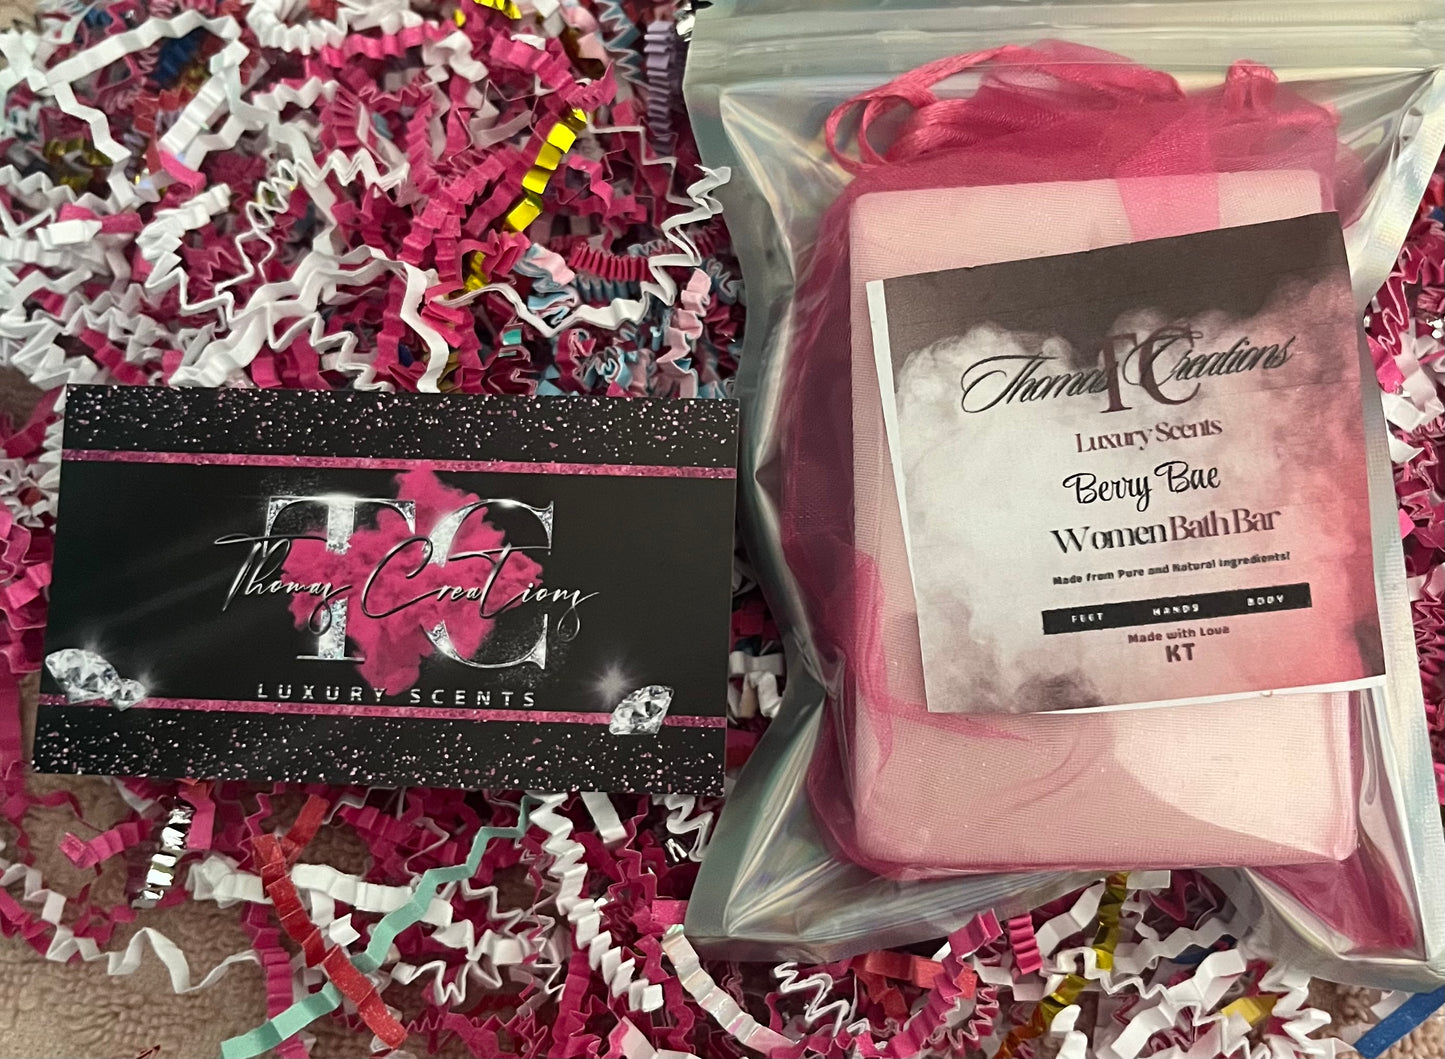 TC
Thomas Creations
LUXURY SCENTS
TC
Thomas Creations
Luxury Scents
Berry Bae
Women Bath Bar
Made from Pure and Natural Ingredients!
FEET HANDS BODY
Made with Love
KT